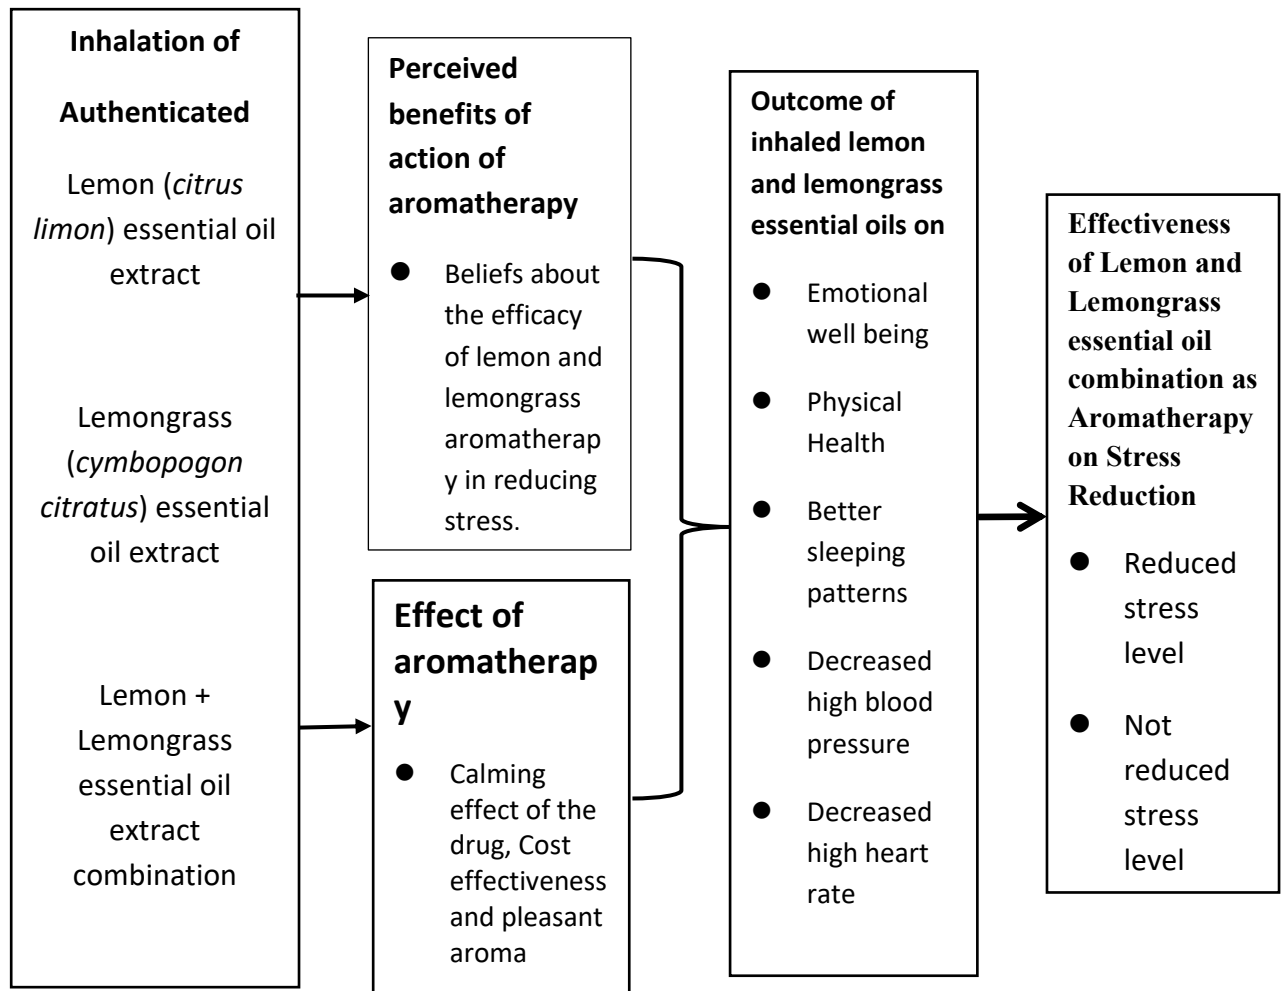 Inhalation of
Authenticated
Lemon (citrus
limon) essential oil
extract
Lemongrass
(cymbopogon
citratus) essential
oil extract
Lemon +
Lemongrass
essential oil
extract
combination
Perceived
benefits of
action of
aromatherapy
● Beliefs about
the efficacy
of lemon and
lemongrass
aromatherap
y in reducing
stress.
Effect of
aromatherap
y
● Calming
effect of the
drug, Cost
effectiveness
and pleasant
aroma
Outcome of
inhaled lemon
and lemongrass
essential oils on
● Emotional
well being
● Physical
Health
● Better
sleeping
patterns
● Decreased
high blood
pressure
● Decreased
high heart
rate
Effectiveness
of Lemon and
Lemongrass
essential oil
combination as
Aromatherapy
on Stress
Reduction
● Reduced
stress
level
● Not
reduced
stress
level